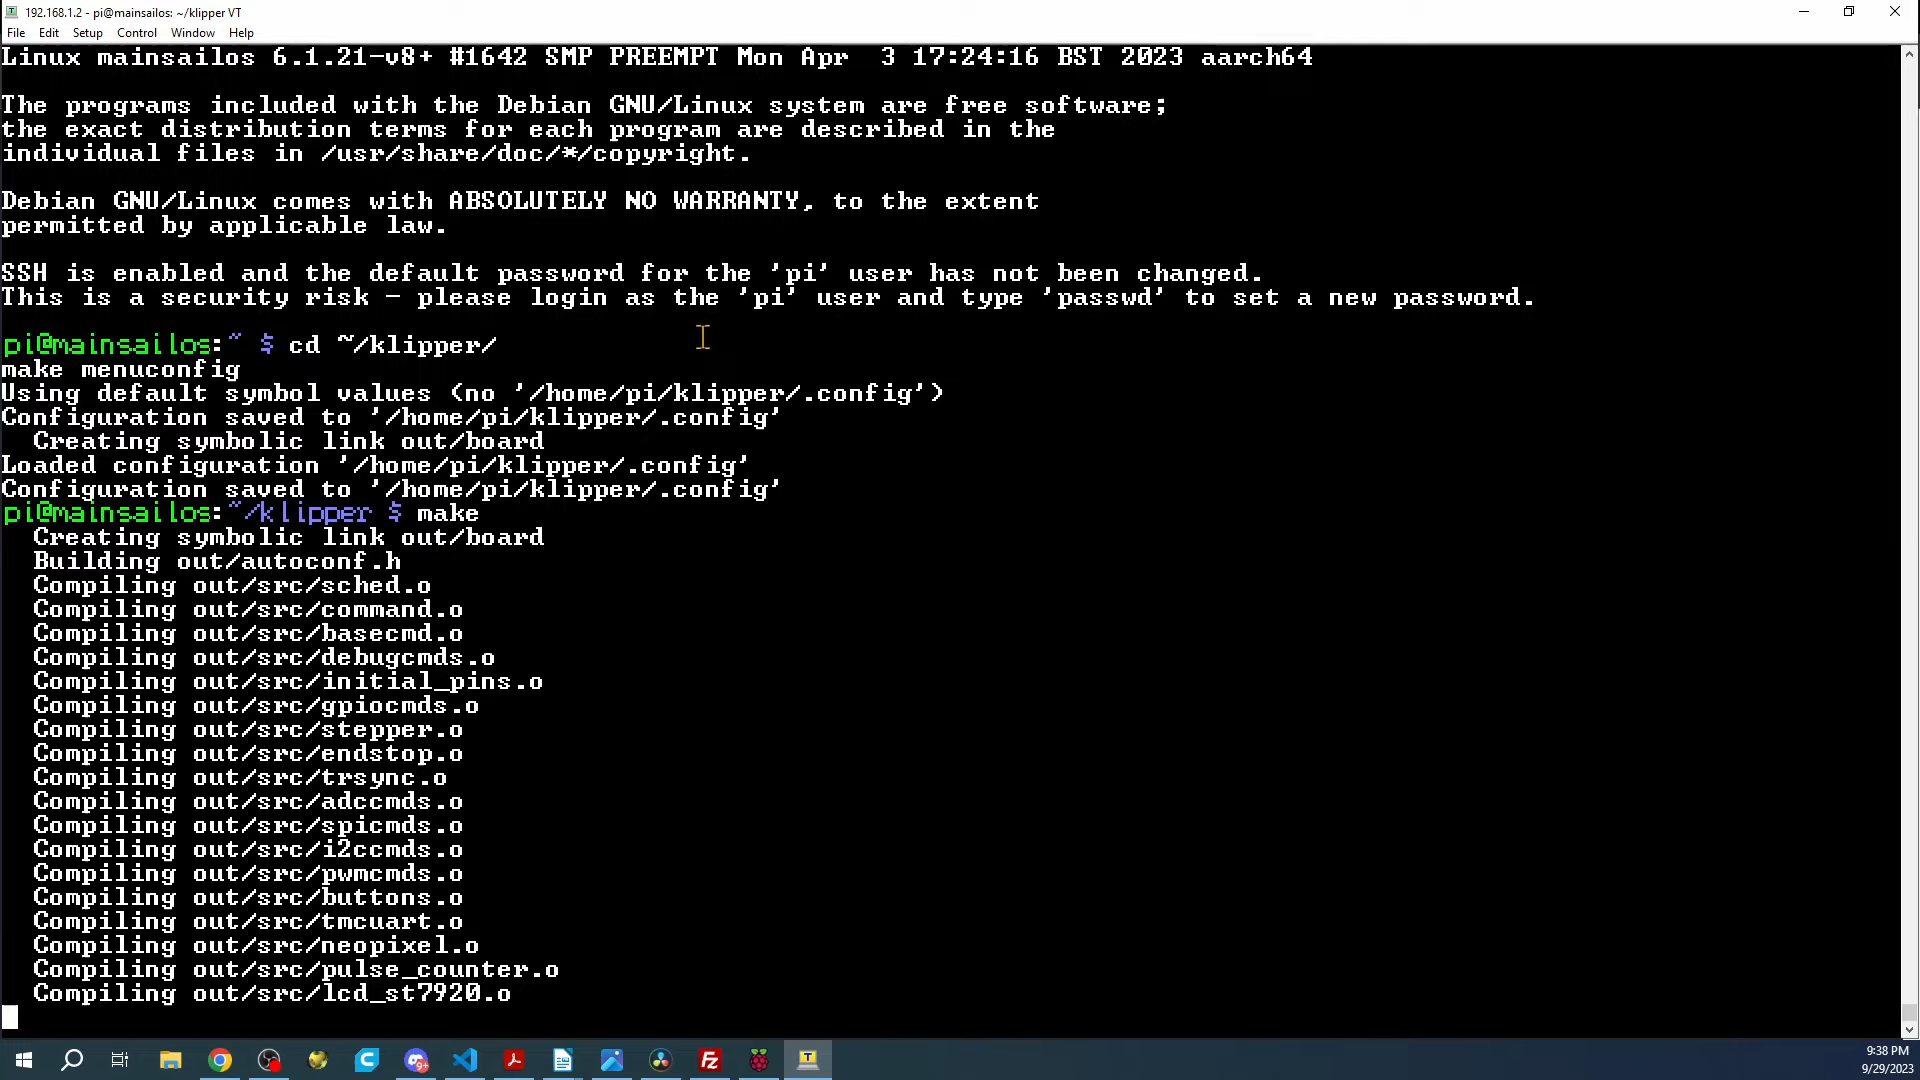 192.168.1.2 - pi@mainsailos: ~/klipper VT
File Edit Setup Control Window Help
Linux mainsailos 6.1.21-v8+ #1642 SMP PREEMPT Mon Apr  3 17:24:16 BST 2023 aarch64
The programs included with the Debian GNU/Linux system are free software;
the exact distribution terms for each program are described in the
individual files in /usr/share/doc/*/copyright.
Debian GNU/Linux comes with ABSOLUTELY NO WARRANTY, to the extent
permitted by applicable law.
SSH is enabled and the default password for the 'pi' user has not been changed.
This is a security risk - please login as the 'pi' user and type 'passwd' to set a new password.
pi@mainsailos:~ $ cd ~/klipper/
make menuconfig
Using default symbol values (no '/home/pi/klipper/.config')
Configuration saved to '/home/pi/klipper/.config'
  Creating symbolic link out/board
Loaded configuration '/home/pi/klipper/.config'
Configuration saved to '/home/pi/klipper/.config'
pi@mainsailos:~/klipper $ make
  Creating symbolic link out/board
  Building out/autoconf.h
  Compiling out/src/sched.o
  Compiling out/src/command.o
  Compiling out/src/basecmd.o
  Compiling out/src/debugcmds.o
  Compiling out/src/initial_pins.o
  Compiling out/src/gpiocmds.o
  Compiling out/src/stepper.o
  Compiling out/src/endstop.o
  Compiling out/src/trsync.o
  Compiling out/src/adccmds.o
  Compiling out/src/spicmds.o
  Compiling out/src/i2ccmds.o
  Compiling out/src/pwmcmds.o
  Compiling out/src/buttons.o
  Compiling out/src/tmcuart.o
  Compiling out/src/neopixel.o
  Compiling out/src/pulse_counter.o
  Compiling out/src/lcd_st7920.o
9:38 PM
9/29/2023